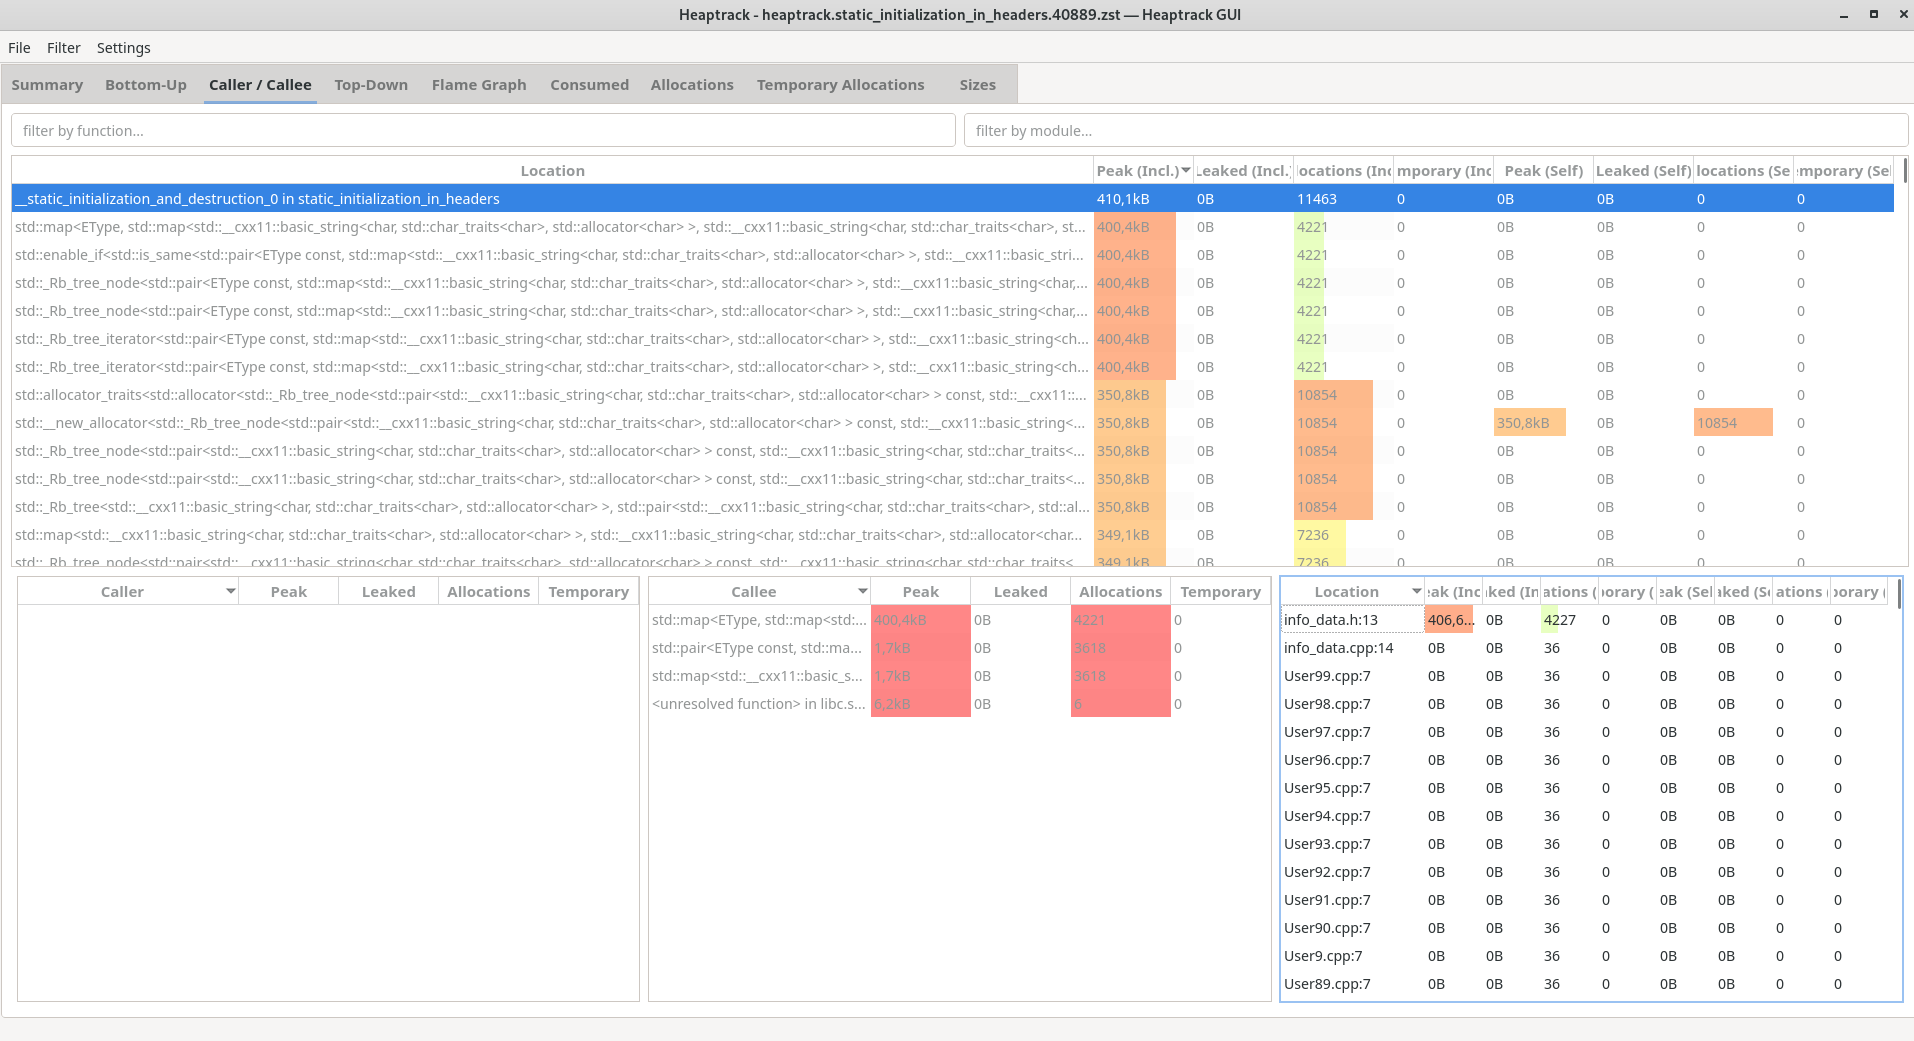 Heaptrack - heaptrack.static_initialization_in_headers.40889.zst — Heaptrack GUI
File Filter Settings
Summary Bottom-Up Caller / Callee Top-Down Flame Graph Consumed Allocations Temporary Allocations Sizes
filter by function... filter by module...
Location Peak (Incl.) Leaked (Incl. locations (Inc mporary (Inc Peak (Self) Leaked (Self) locations (Se mporary (Sel
__static_initialization_and_destruction_0 in static_initialization_in_headers 410,1kB 0B 11463 0 0B 0B 0 0
std::map<EType, std::map<std::__cxx11::basic_string<char, std::char_traits<char>, std::allocator<char> >, std::__cxx11::basic_string<char, std::char_traits<char>, st... 400,4kB 0B 4221 0 0B 0B 0 0
std::enable_if<std::is_same<std::pair<EType const, std::map<std::__cxx11::basic_string<char, std::char_traits<char>, std::allocator<char> >, std::__cxx11::basic_stri... 400,4kB 0B 4221 0 0B 0B 0 0
std::_Rb_tree_node<std::pair<EType const, std::map<std::__cxx11::basic_string<char, std::char_traits<char>, std::allocator<char> >, std::__cxx11::basic_string<char,... 400,4kB 0B 4221 0 0B 0B 0 0
std::_Rb_tree_node<std::pair<EType const, std::map<std::__cxx11::basic_string<char, std::char_traits<char>, std::allocator<char> >, std::__cxx11::basic_string<char,... 400,4kB 0B 4221 0 0B 0B 0 0
std::_Rb_tree_iterator<std::pair<EType const, std::map<std::__cxx11::basic_string<char, std::char_traits<char>, std::allocator<char> >, std::__cxx11::basic_string<ch... 400,4kB 0B 4221 0 0B 0B 0 0
std::_Rb_tree_iterator<std::pair<EType const, std::map<std::__cxx11::basic_string<char, std::char_traits<char>, std::allocator<char> >, std::__cxx11::basic_string<ch... 400,4kB 0B 4221 0 0B 0B 0 0
std::allocator_traits<std::allocator<std::_Rb_tree_node<std::pair<std::__cxx11::basic_string<char, std::char_traits<char>, std::allocator<char> > const, std::__cxx11::... 350,8kB 0B 10854 0 0B 0B 0 0
std::__new_allocator<std::_Rb_tree_node<std::pair<std::__cxx11::basic_string<char, std::char_traits<char>, std::allocator<char> > const, std::__cxx11::basic_string<... 350,8kB 0B 10854 0 350,8kB 0B 10854 0
std::_Rb_tree_node<std::pair<std::__cxx11::basic_string<char, std::char_traits<char>, std::allocator<char> > const, std::__cxx11::basic_string<char, std::char_traits<... 350,8kB 0B 10854 0 0B 0B 0 0
std::_Rb_tree_node<std::pair<std::__cxx11::basic_string<char, std::char_traits<char>, std::allocator<char> > const, std::__cxx11::basic_string<char, std::char_traits<... 350,8kB 0B 10854 0 0B 0B 0 0
std::_Rb_tree<std::__cxx11::basic_string<char, std::char_traits<char>, std::allocator<char> >, std::pair<std::__cxx11::basic_string<char, std::char_traits<char>, std::al... 350,8kB 0B 10854 0 0B 0B 0 0
std::map<std::__cxx11::basic_string<char, std::char_traits<char>, std::allocator<char> >, std::__cxx11::basic_string<char, std::char_traits<char>, std::allocator<char... 349,1kB 0B 7236 0 0B 0B 0 0
std::_Rb_tree_node<std::pair<std::__cxx11::basic_string<char, std::char_traits<char>, std::allocator<char> > const, std::__cxx11::basic_string<char, std::char_traits<... 349,1kB 0B 7236 0 0B 0B 0 0
Caller Peak Leaked Allocations Temporary
Callee Peak Leaked Allocations Temporary
std::map<EType, std::map<std:... 400,4kB 0B 4221 0
std::pair<EType const, std::ma... 1,7kB 0B 3618 0
std::map<std::__cxx11::basic_s... 1,7kB 0B 3618 0
<unresolved function> in libc.s... 6,2kB 0B 6 0
Location eak (Inc ked (In ations ( porary ( eak (Sel aked (Se ations porary (
info_data.h:13 406,6... 0B 4227 0 0B 0B 0 0
info_data.cpp:14 0B 0B 36 0 0B 0B 0 0
User99.cpp:7 0B 0B 36 0 0B 0B 0 0
User98.cpp:7 0B 0B 36 0 0B 0B 0 0
User97.cpp:7 0B 0B 36 0 0B 0B 0 0
User96.cpp:7 0B 0B 36 0 0B 0B 0 0
User95.cpp:7 0B 0B 36 0 0B 0B 0 0
User94.cpp:7 0B 0B 36 0 0B 0B 0 0
User93.cpp:7 0B 0B 36 0 0B 0B 0 0
User92.cpp:7 0B 0B 36 0 0B 0B 0 0
User91.cpp:7 0B 0B 36 0 0B 0B 0 0
User90.cpp:7 0B 0B 36 0 0B 0B 0 0
User9.cpp:7 0B 0B 36 0 0B 0B 0 0
User89.cpp:7 0B 0B 36 0 0B 0B 0 0